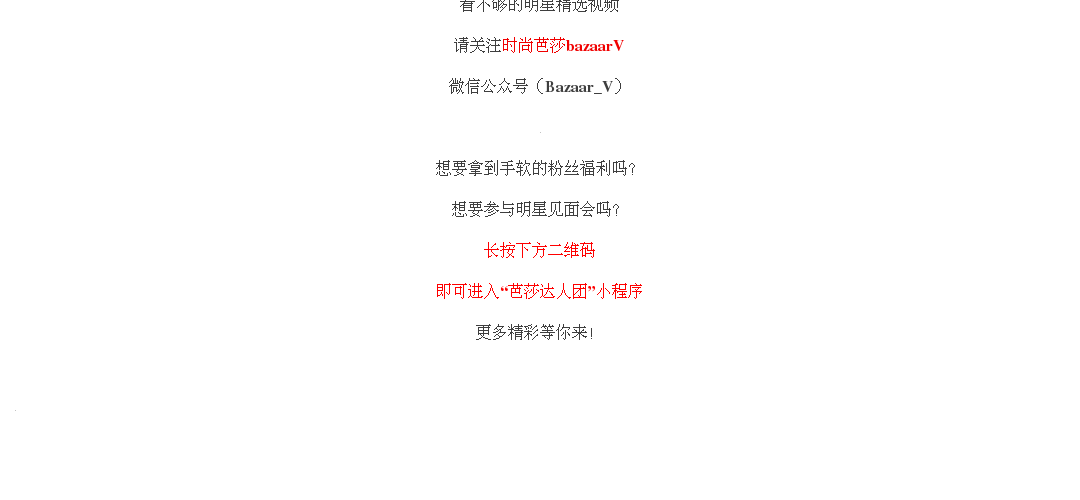 看不够的明星精选视频
请关注时尚芭莎bazaarV
微信公众号（Bazaar_V）
想要拿到手软的粉丝福利吗?
想要参与明星见面会吗?
长按下方二维码
即可进入“芭莎达人团”小程序
更多精彩等你来!